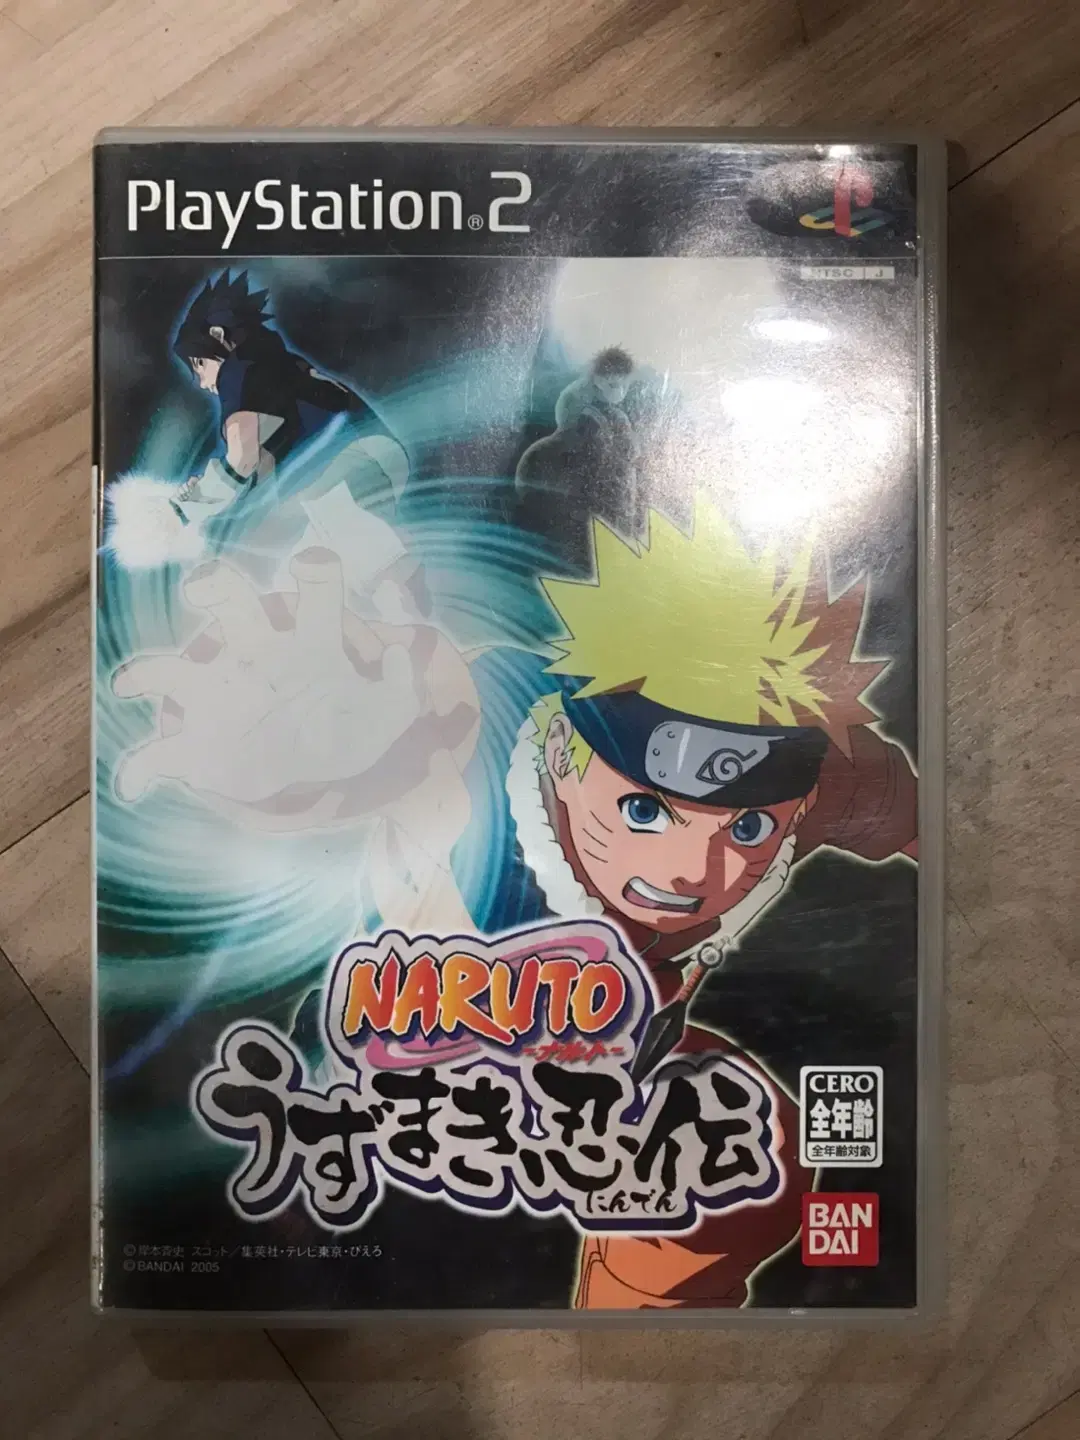 PlayStation®2
NTSC J
NARUTO
-ナルト-
うずまき忍伝
にんでん
CERO
全年齢
全年齢対象
BAN
DAI
©岸本斉史 スコット/集英社・テレビ東京・ぴえろ
©BANDAI 2005